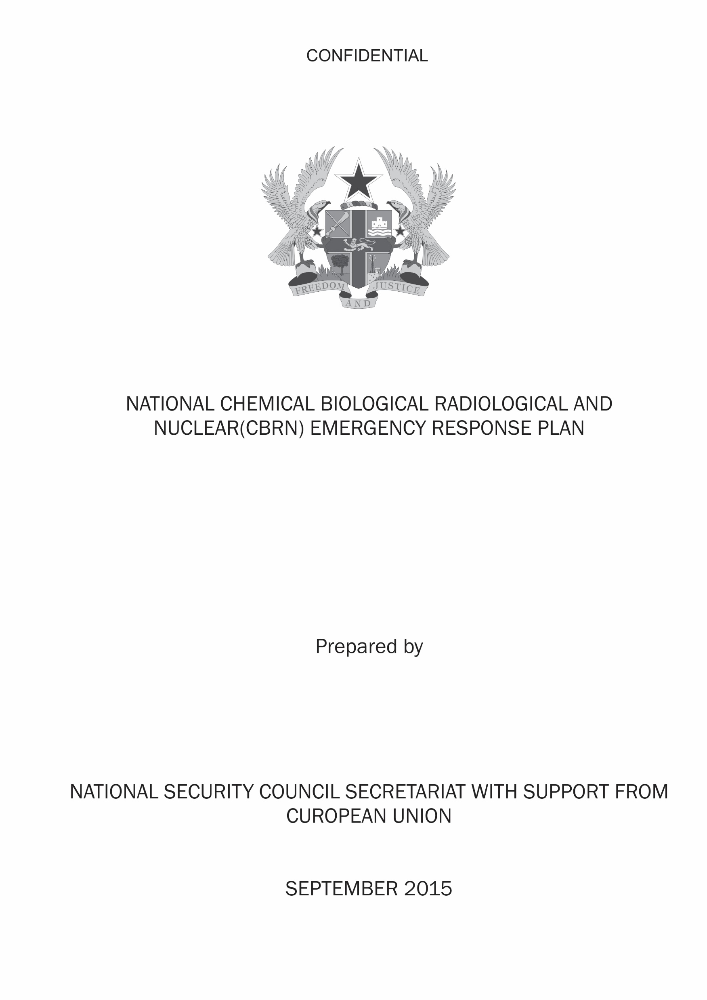 CONFIDENTIAL
FREEDOM
JUSTICE
AND
NATIONAL CHEMICAL BIOLOGICAL RADIOLOGICAL AND
NUCLEAR(CBRN) EMERGENCY RESPONSE PLAN
Prepared by
NATIONAL SECURITY COUNCIL SECRETARIAT WITH SUPPORT FROM
CUROPEAN UNION
SEPTEMBER 2015